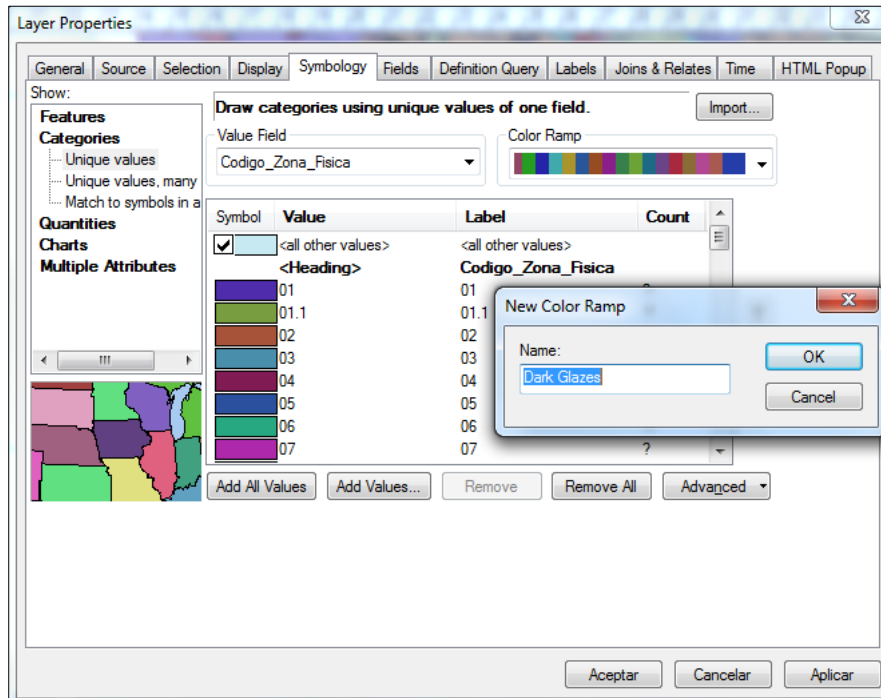 Layer Properties
General Source Selection Display Symbology Fields Definition Query Labels Joins & Relates Time HTML Popup
Show:
Features
Categories
Unique values
Unique values, many
Match to symbols in a
Quantities
Charts
Multiple Attributes
Draw categories using unique values of one field.
Import...
Value Field
Codigo_Zona_Fisica
Color Ramp
Symbol Value Label Count
<all other values> <all other values>
<Heading> Codigo_Zona_Fisica
01 01
01.1 01.1
02 02
03 03
04 04
05 05
06 06
07 07 ?
New Color Ramp
Name:
Dark Glazes
OK
Cancel
Add All Values Add Values... Remove Remove All Advanced
Aceptar Cancelar Aplicar